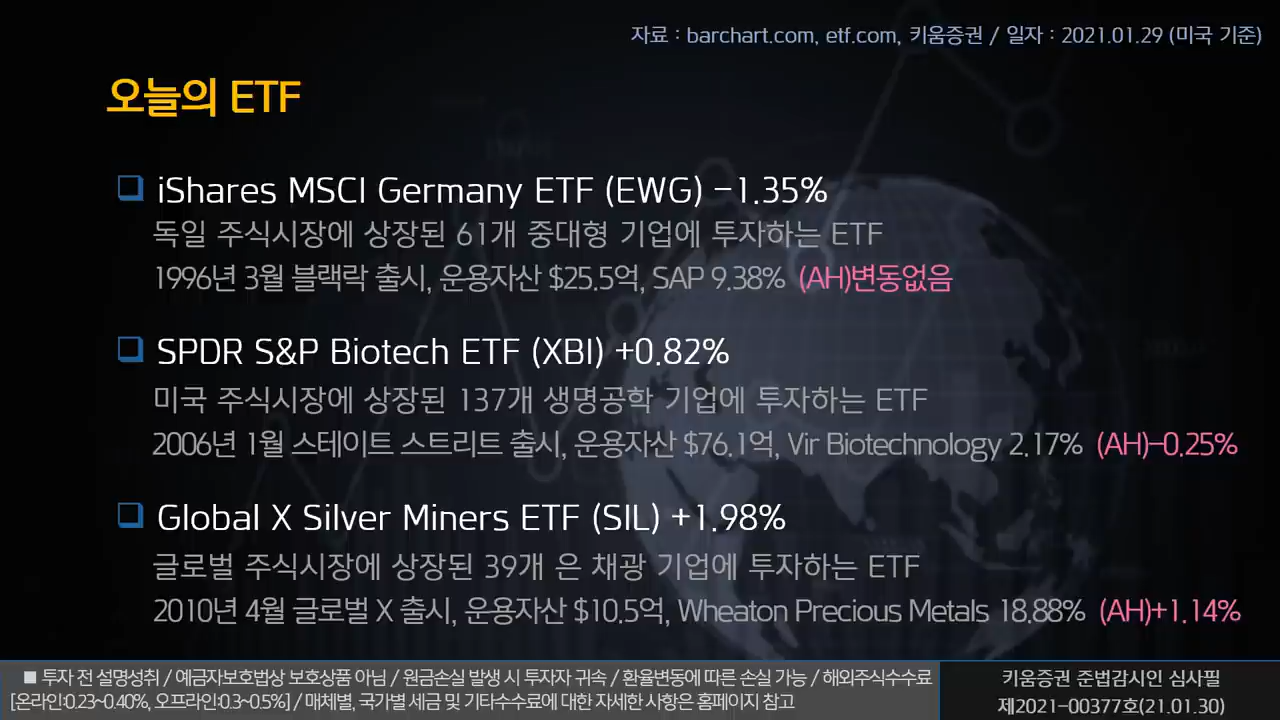 자료 : barchart.com, etf.com, 키움증권 / 일자 : 2021.01.29 (미국 기준)
오늘의 ETF
iShares MSCI Germany ETF (EWG) -1.35%
독일 주식시장에 상장된 61개 중대형 기업에 투자하는 ETF
1996년 3월 블랙락 출시, 운용자산 $25.5억, SAP 9.38% (AH)변동없음
SPDR S&P Biotech ETF (XBI) +0.82%
미국 주식시장에 상장된 137개 생명공학 기업에 투자하는 ETF
2006년 1월 스테이트 스트리트 출시, 운용자산 $76.1억, Vir Biotechnology 2.17% (AH)-0.25%
Global X Silver Miners ETF (SIL) +1.98%
글로벌 주식시장에 상장된 39개 은 채광 기업에 투자하는 ETF
2010년 4월 글로벌 X 출시, 운용자산 $10.5억, Wheaton Precious Metals 18.88% (AH)+1.14%
■ 투자 전 설명성취 / 예금자보호법상 보호상품 아님 / 원금손실 발생 시 투자자 귀속 / 환율변동에 따른 손실 가능 / 해외주식수수료
[온라인:0.23~0.40%, 오프라인:0.3~0.5%] / 매체별, 국가별 세금 및 기타수수료에 대한 자세한 사항은 홈페이지 참고
키움증권 준법감시인 심사필
제2021-00377호(21.01.30)